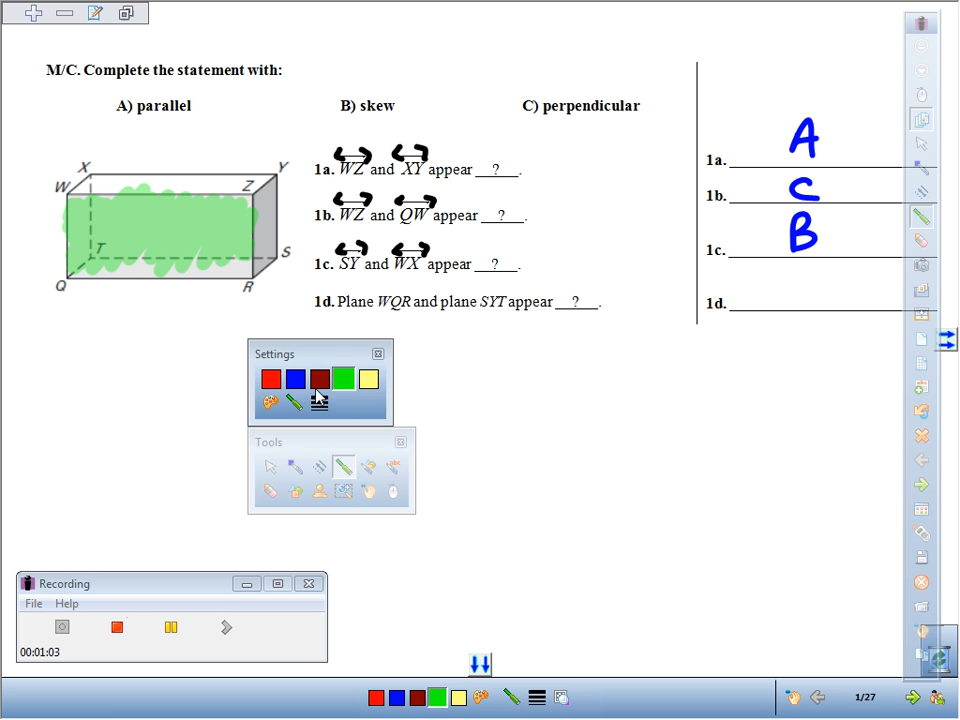 M/C. Complete the statement with:
A) parallel B) skew C) perpendicular
1a. WZ and XY appear ? .
1b. WZ and QW appear ? .
1c. SY and WX appear ? .
1d. Plane WQR and plane SYT appear ? .
X Y
W Z
T S
Q R
1a. A
1b. C
1c. B
1d.
Settings
Tools
abc
Recording
File Help
00:01:03
1/27